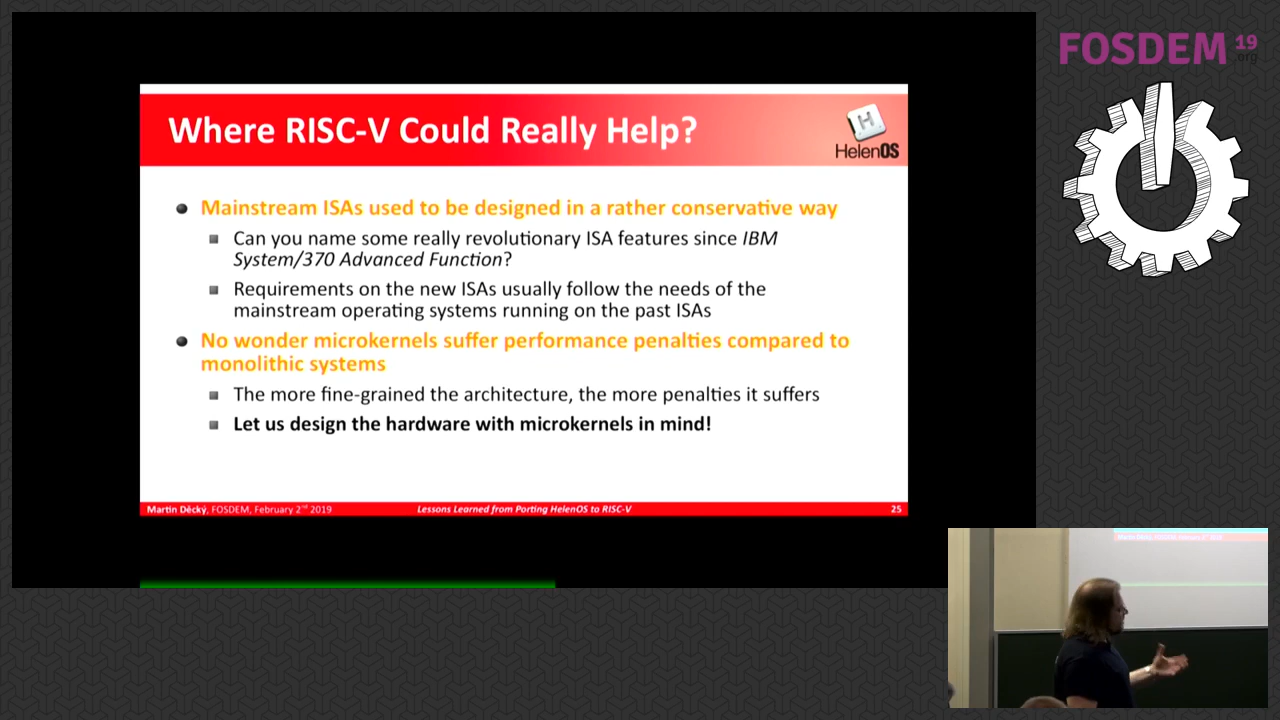 FOSDEM 19
.org
Where RISC-V Could Really Help?
HelenOS
Mainstream ISAs used to be designed in a rather conservative way
Can you name some really revolutionary ISA features since IBM
System/370 Advanced Function?
Requirements on the new ISAs usually follow the needs of the
mainstream operating systems running on the past ISAs
No wonder microkernels suffer performance penalties compared to
monolithic systems
The more fine-grained the architecture, the more penalties it suffers
Let us design the hardware with microkernels in mind!
Martin Děcký, FOSDEM, February 2nd 2019
Lessons Learned from Porting HelenOS to RISC-V
25